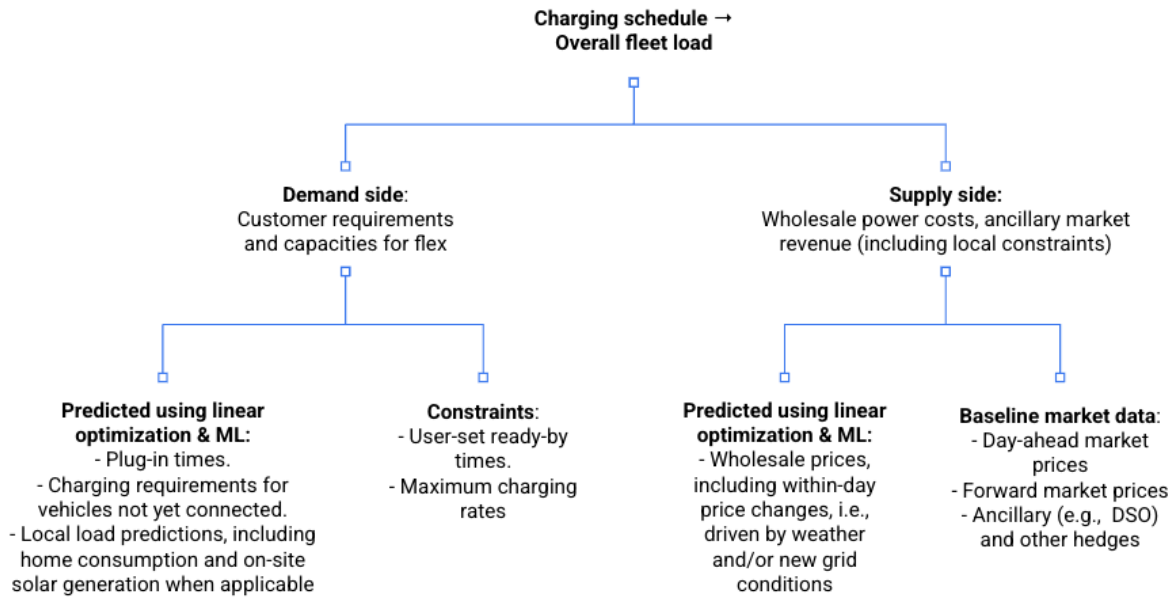 Charging schedule →
Overall fleet load
Demand side:
Customer requirements
and capacities for flex
Supply side:
Wholesale power costs, ancillary market
revenue (including local constraints)
Predicted using linear
optimization & ML:
- Plug-in times.
- Charging requirements for
vehicles not yet connected.
- Local load predictions, including
home consumption and on-site
solar generation when applicable
Constraints:
- User-set ready-by
times.
- Maximum charging
rates
Predicted using linear
optimization & ML:
- Wholesale prices,
including within-day
price changes, i.e.,
driven by weather
and/or new grid
conditions
Baseline market data:
- Day-ahead market
prices
- Forward market prices
- Ancillary (e.g., DSO)
and other hedges